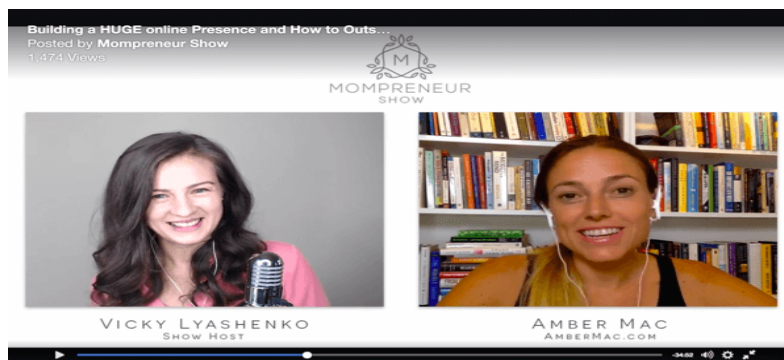 Building a HUGE online Presence and How to Outs...
Posted by Mompreneur Show
1,474 Views
M
MOMPRENEUR
SHOW
VICKY LYASHENKO
SHOW HOST
AMBER MAC
AMBERMAC.COM
-34:52